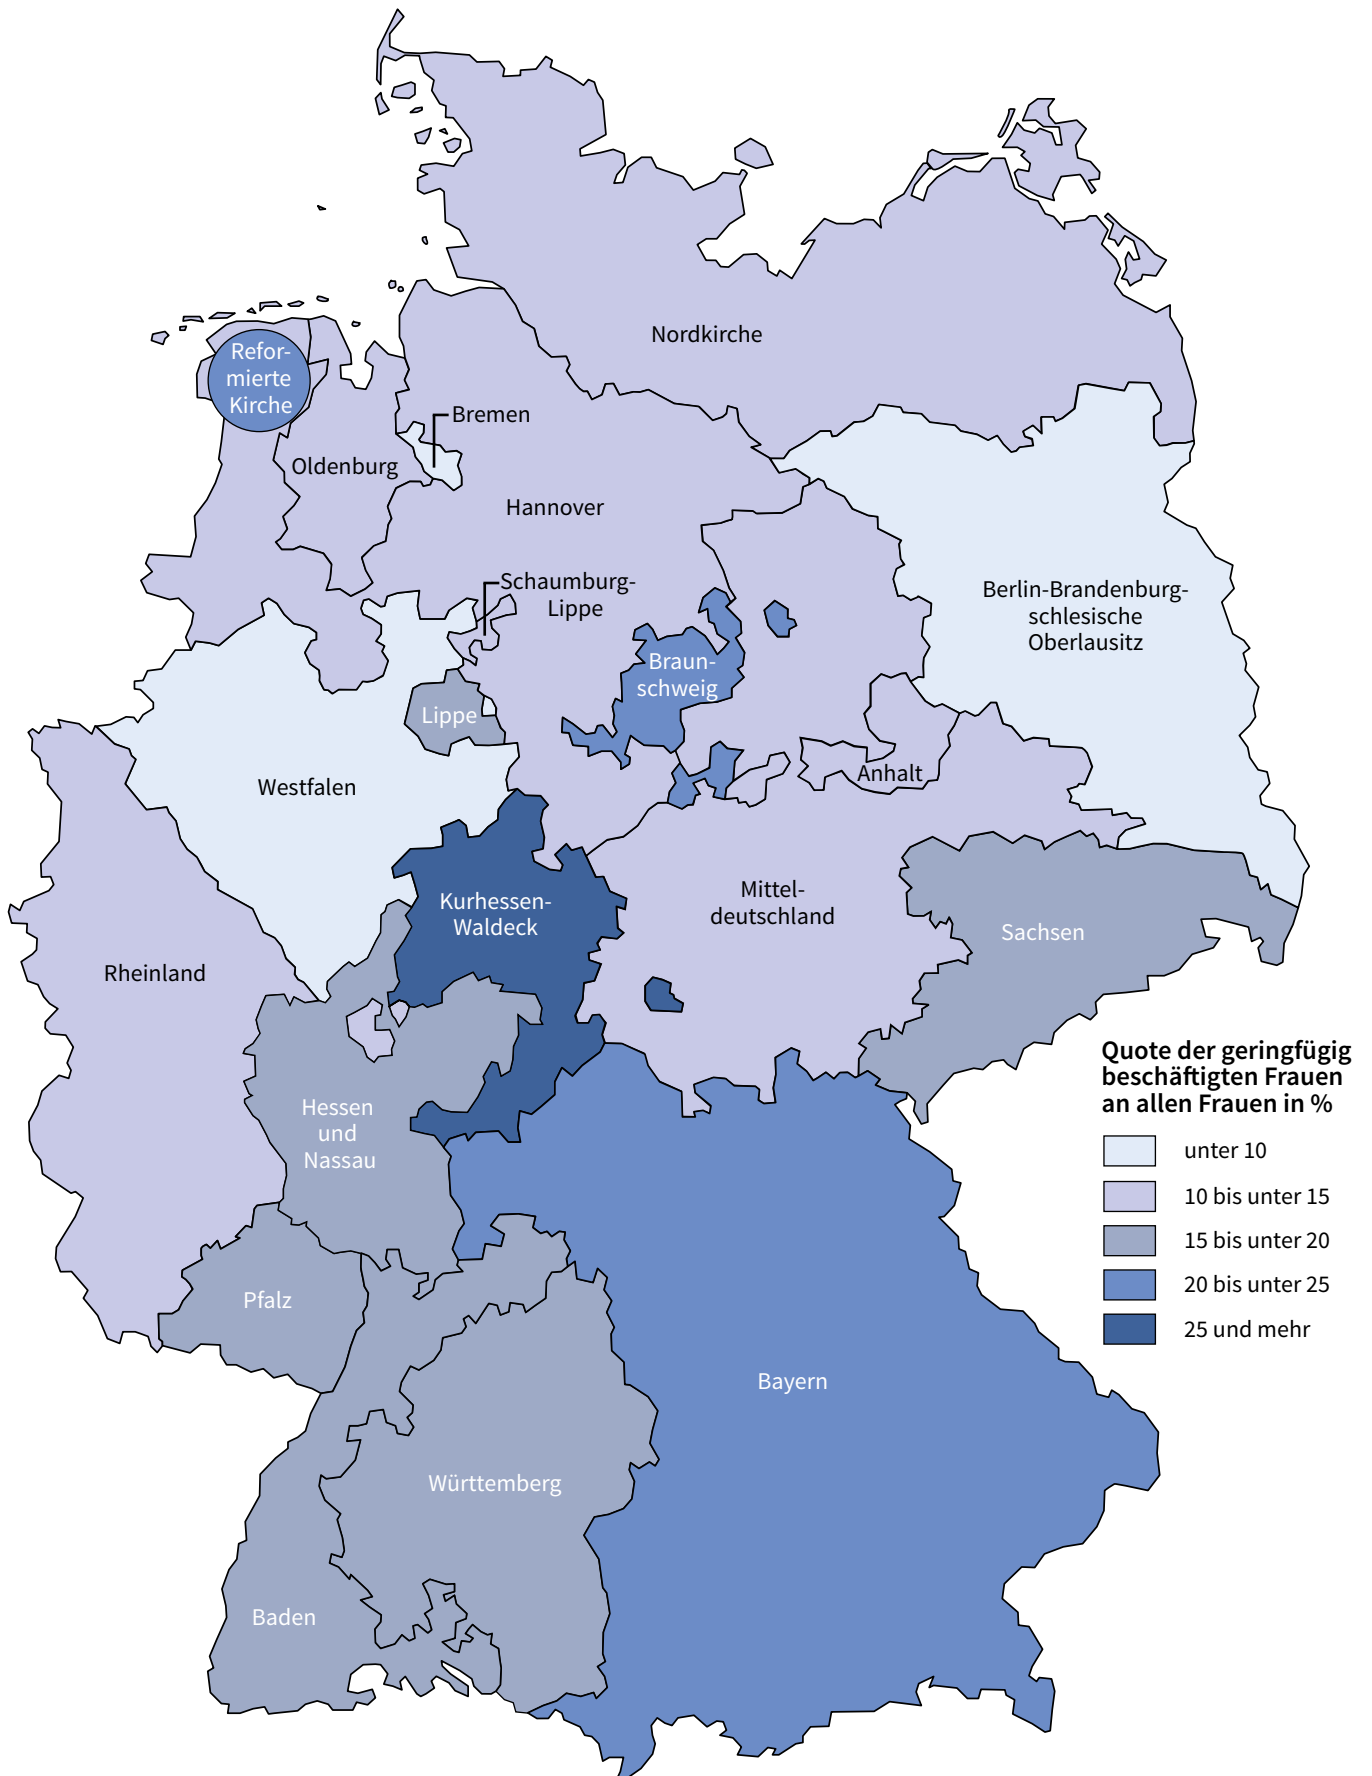 Nordkirche
Refor-
mierte
Kirche
Bremen
Oldenburg
Hannover
Schaumburg-
Lippe
Berlin-Brandenburg-
schlesische
Oberlausitz
Braun-
schweig
Lippe
Westfalen
Anhalt
Mittel-
deutschland
Kurhessen-
Waldeck
Sachsen
Rheinland
Hessen
und
Nassau
Pfalz
Bayern
Württemberg
Baden
Quote der geringfügig
beschäftigten Frauen
an allen Frauen in %
unter 10
10 bis unter 15
15 bis unter 20
20 bis unter 25
25 und mehr